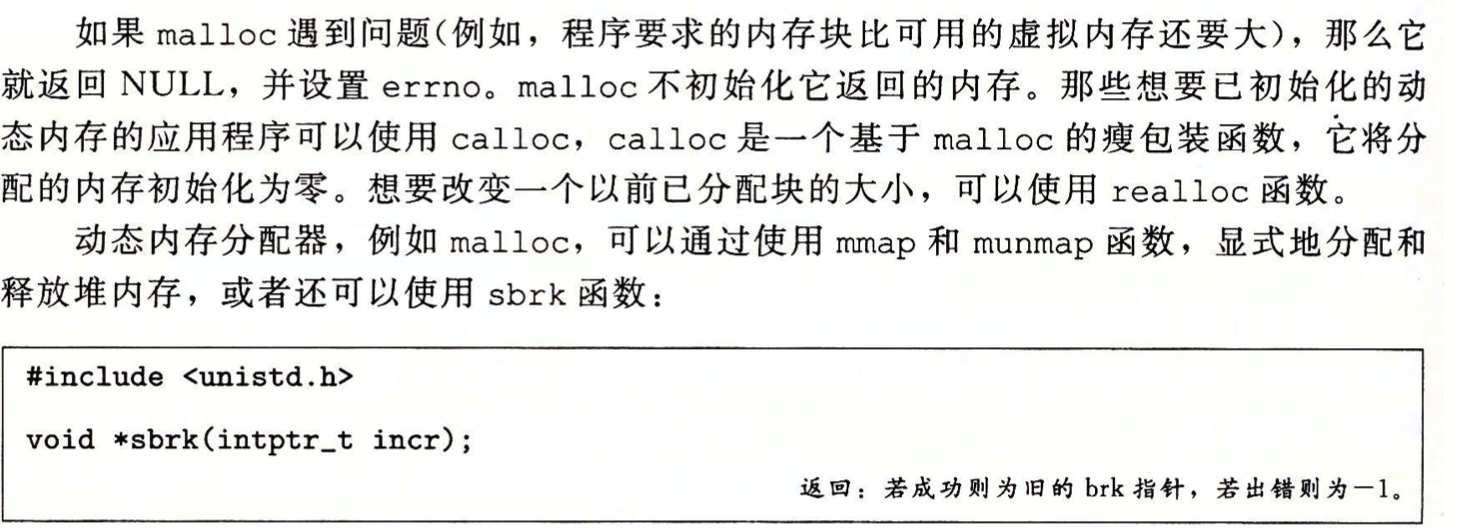 如果 malloc 遇到问题(例如，程序要求的内存块比可用的虚拟内存还要大)，那么它
就返回 NULL，并设置 errno。malloc 不初始化它返回的内存。那些想要已初始化的动
态内存的应用程序可以使用 calloc，calloc 是一个基于 malloc 的瘦包装函数，它将分
配的内存初始化为零。想要改变一个以前已分配块的大小，可以使用 realloc 函数。
动态内存分配器，例如 malloc，可以通过使用 mmap 和 munmap 函数，显式地分配和
释放堆内存，或者还可以使用 sbrk 函数：
#include <unistd.h>
void *sbrk(intptr_t incr);
返回：若成功则为旧的 brk 指针，若出错则为－1。